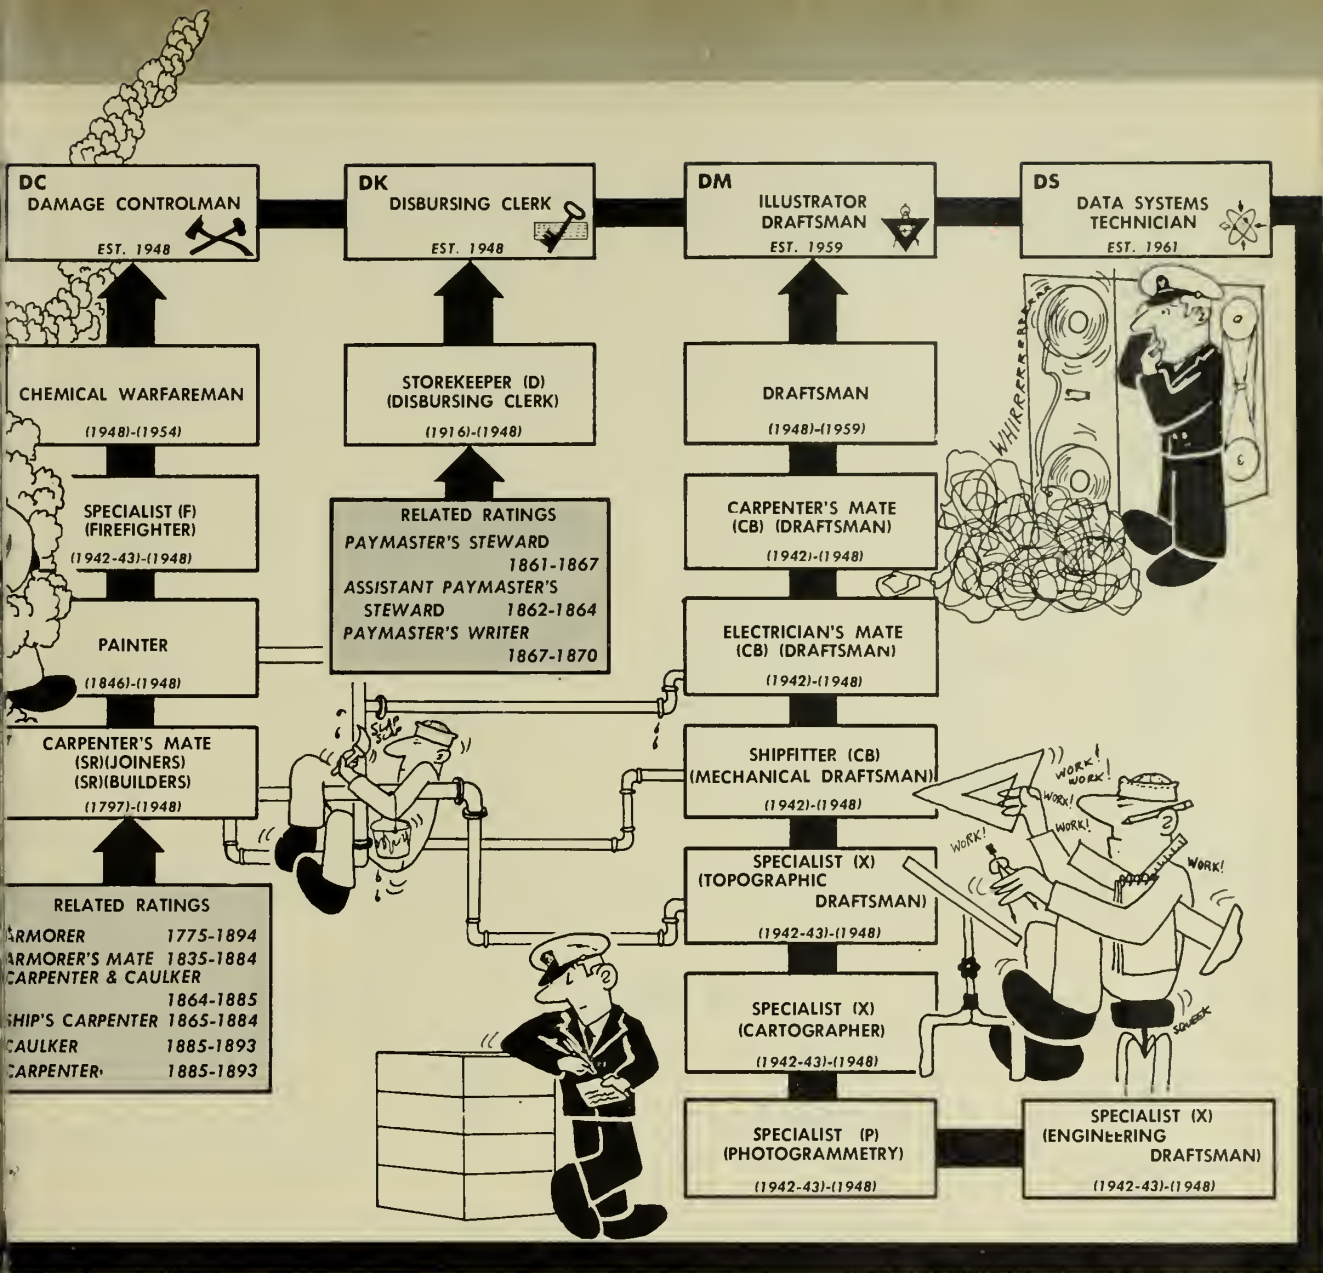 DC
DAMAGE CONTROLMAN
EST. 1948
CHEMICAL WARFAREMAN
(1948)-(1954)
SPECIALIST (F)
(FIREFIGHTER)
(1942-43)-(1948)
PAINTER
(1846)-(1948)
CARPENTER'S MATE
(SR)(JOINERS)
(SR)(BUILDERS)
(1797)-(1948)
RELATED RATINGS
ARMORER 1775-1894
ARMORER'S MATE 1835-1884
CARPENTER & CAULKER
1864-1885
SHIP'S CARPENTER 1865-1884
CAULKER 1885-1893
CARPENTER 1885-1893
DK
DISBURSING CLERK
EST. 1948
STOREKEEPER (D)
(DISBURSING CLERK)
(1916)-(1948)
RELATED RATINGS
PAYMASTER'S STEWARD
1861-1867
ASSISTANT PAYMASTER'S
STEWARD 1862-1864
PAYMASTER'S WRITER
1867-1870
SLAP
SLAP
DM
ILLUSTRATOR
DRAFTSMAN
EST. 1959
DRAFTSMAN
(1948)-(1959)
CARPENTER'S MATE
(CB) (DRAFTSMAN)
(1942)-(1948)
ELECTRICIAN'S MATE
(CB) (DRAFTSMAN)
(1942)-(1948)
SHIPFITTER (CB)
(MECHANICAL DRAFTSMAN)
(1942)-(1948)
SPECIALIST (X)
(TOPOGRAPHIC
DRAFTSMAN)
(1942-43)-(1948)
SPECIALIST (X)
(CARTOGRAPHER)
(1942-43)-(1948)
SPECIALIST (P)
(PHOTOGRAMMETRY)
(1942-43)-(1948)
DS
DATA SYSTEMS
TECHNICIAN
EST. 1961
WHIRRRRRRRRRRRR
WORK!
WORK!
WORK!
WORK!
WORK!
WORK!
SQUEEK
SPECIALIST (X)
(ENGINEERING
DRAFTSMAN)
(1942-43)-(1948)